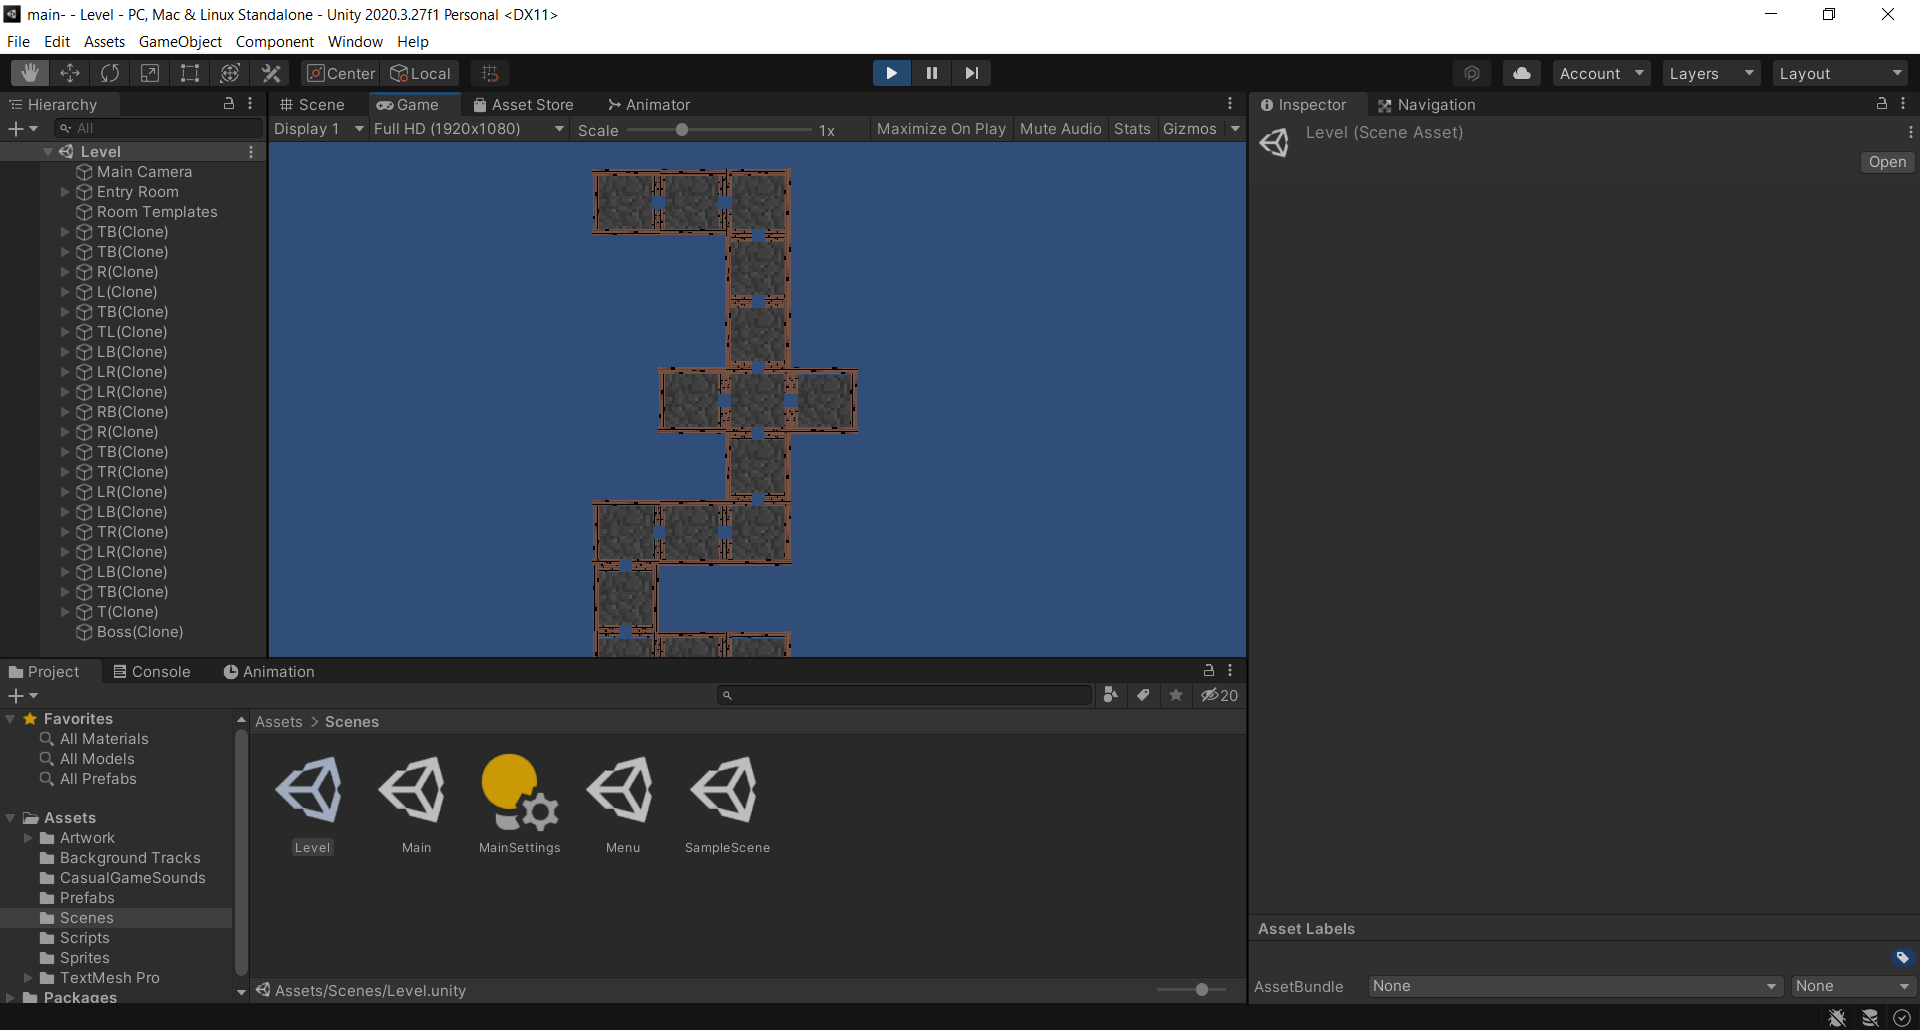 main- - Level - PC, Mac & Linux Standalone - Unity 2020.3.27f1 Personal <DX11>
File Edit Assets GameObject Component Window Help
Center Local Account Layers Layout
Hierarchy
All
Level
Main Camera
Entry Room
Room Templates
TB(Clone)
TB(Clone)
R(Clone)
L(Clone)
TB(Clone)
TL(Clone)
LB(Clone)
LR(Clone)
LR(Clone)
RB(Clone)
R(Clone)
TB(Clone)
TR(Clone)
LR(Clone)
LB(Clone)
TR(Clone)
LR(Clone)
LB(Clone)
TB(Clone)
T(Clone)
Boss(Clone)
Scene Game Asset Store Animator
Display 1 Full HD (1920x1080) Scale 1x Maximize On Play Mute Audio Stats Gizmos
Inspector Navigation
Level (Scene Asset)
Open
Project Console Animation
20
Favorites
All Materials
All Models
All Prefabs
Assets
Artwork
Background Tracks
CasualGameSounds
Prefabs
Scenes
Scripts
Sprites
TextMesh Pro
Packages
Assets > Scenes
Level Main MainSettings Menu SampleScene
Assets/Scenes/Level.unity
Asset Labels
AssetBundle None None